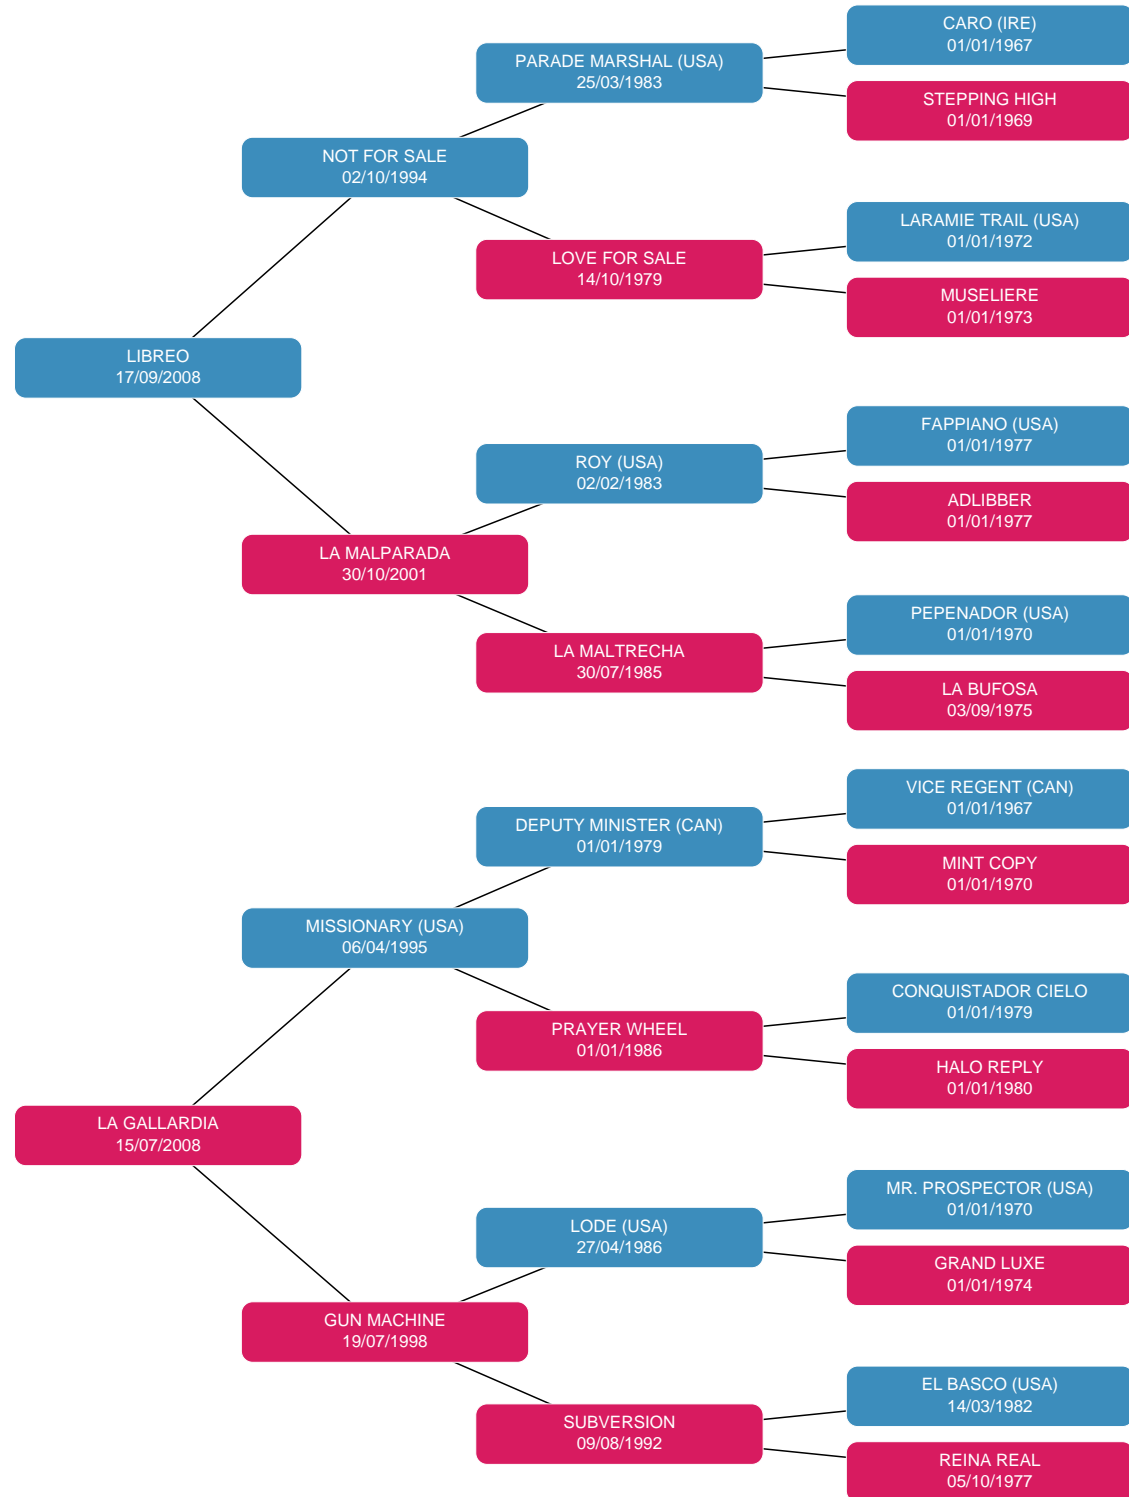 CARO (IRE)
01/01/1967
PARADE MARSHAL (USA)
25/03/1983
STEPPING HIGH
01/01/1969
NOT FOR SALE
02/10/1994
LARAMIE TRAIL (USA)
01/01/1972
LOVE FOR SALE
14/10/1979
MUSELIERE
01/01/1973
LIBREO
17/09/2008
FAPPIANO (USA)
01/01/1977
ROY (USA)
02/02/1983
ADLIBBER
01/01/1977
LA MALPARADA
30/10/2001
PEPENADOR (USA)
01/01/1970
LA MALTRECHA
30/07/1985
LA BUFOSA
03/09/1975
VICE REGENT (CAN)
01/01/1967
DEPUTY MINISTER (CAN)
01/01/1979
MINT COPY
01/01/1970
MISSIONARY (USA)
06/04/1995
CONQUISTADOR CIELO
01/01/1979
PRAYER WHEEL
01/01/1986
HALO REPLY
01/01/1980
LA GALLARDIA
15/07/2008
MR. PROSPECTOR (USA)
01/01/1970
LODE (USA)
27/04/1986
GRAND LUXE
01/01/1974
GUN MACHINE
19/07/1998
EL BASCO (USA)
14/03/1982
SUBVERSION
09/08/1992
REINA REAL
05/10/1977